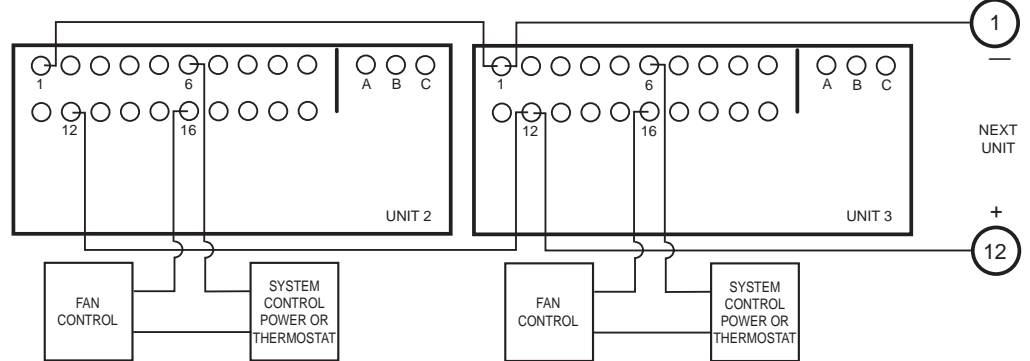 1
—
A B C
1
6
12
16
UNIT 2
A B C
1
6
12
16
UNIT 3
NEXT
UNIT
+
12
FAN
CONTROL
SYSTEM
CONTROL
POWER OR
THERMOSTAT
FAN
CONTROL
SYSTEM
CONTROL
POWER OR
THERMOSTAT